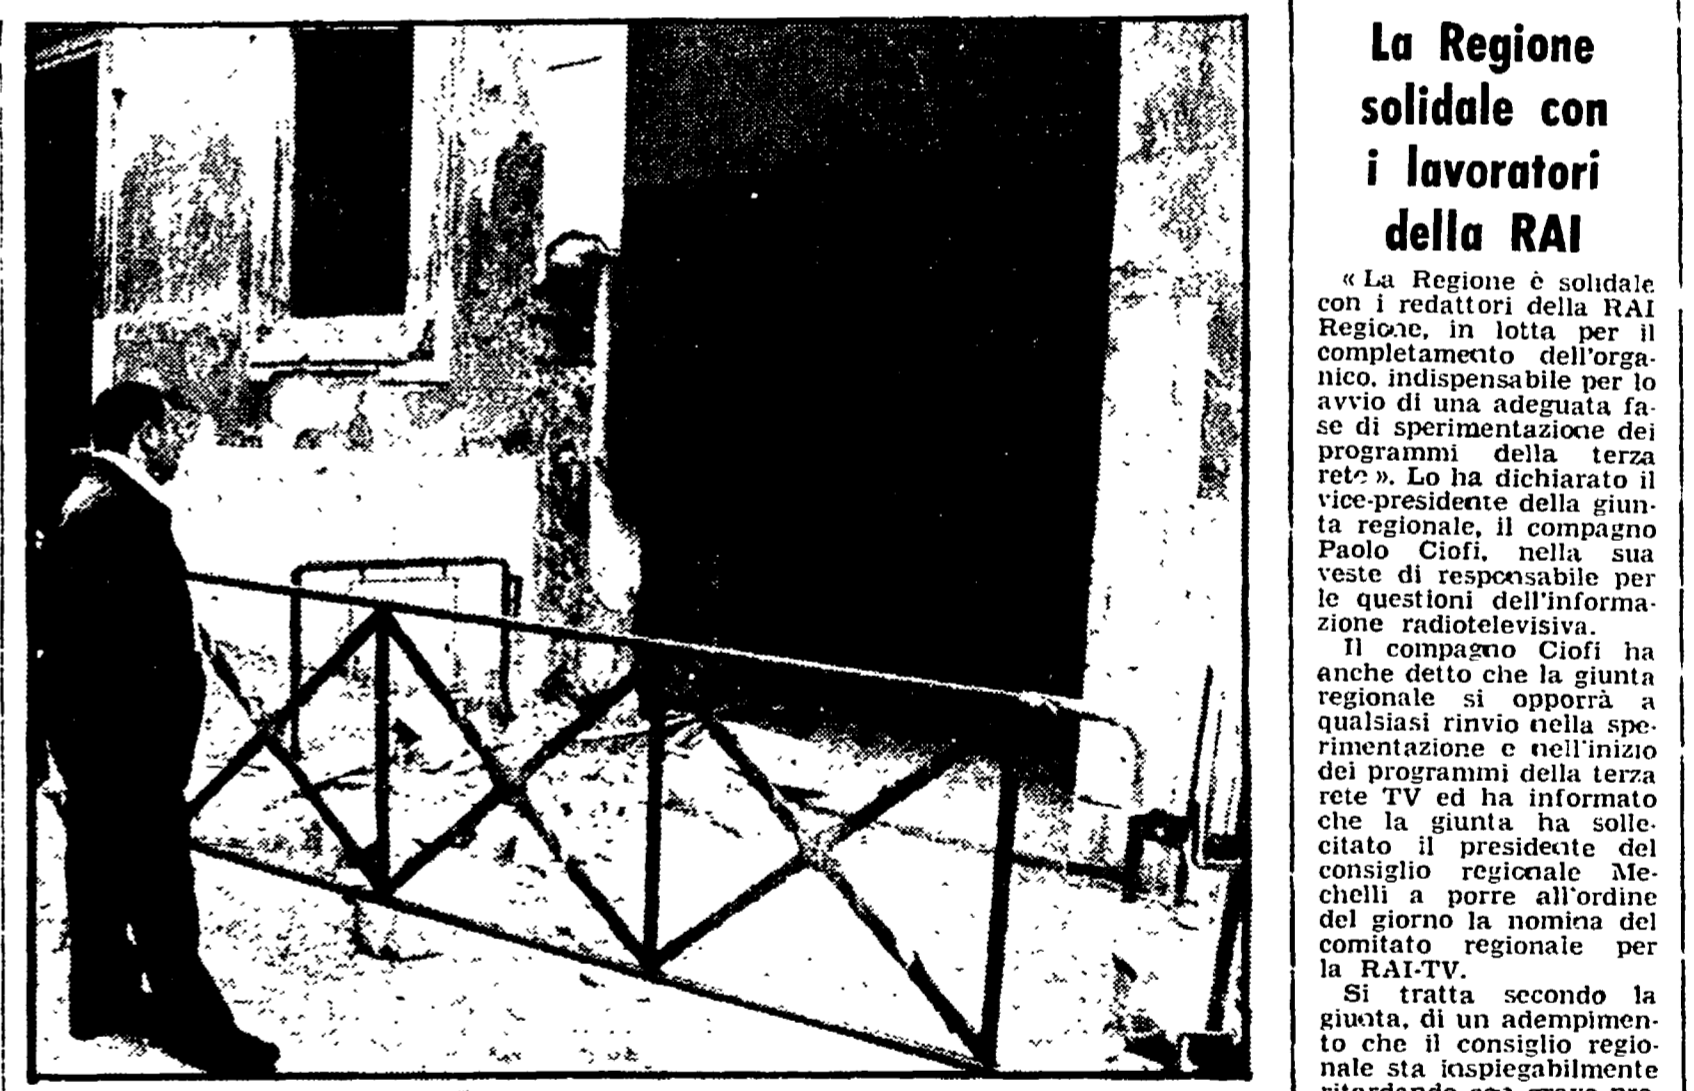 La Regione
solidale con
i lavoratori
della RAI
« La Regione è solidale
con i redattori della RAI
Regione, in lotta per il
completamento dell'orga-
nico, indispensabile per lo
avvio di una adeguata fa-
se di sperimentazione dei
programmi della terza
rete ». Lo ha dichiarato il
vice-presidente della giun-
ta regionale, il compagno
Paolo Ciofi, nella sua
veste di responsabile per
le questioni dell'informa-
zione radiotelevisiva.
Il compagno Ciofi ha
anche detto che la giunta
regionale si opporrà a
qualsiasi rinvio nella spe-
rimentazione e nell'inizio
dei programmi della terza
rete TV ed ha informato
che la giunta ha solle-
citato il presidente del
consiglio regionale Me-
chelli a porre all'ordine
del giorno la nomina del
comitato regionale per
la RAI-TV.
Si tratta secondo la
giunta, di un adempimen-
to che il consiglio regio-
nale sta inspiegabilmente